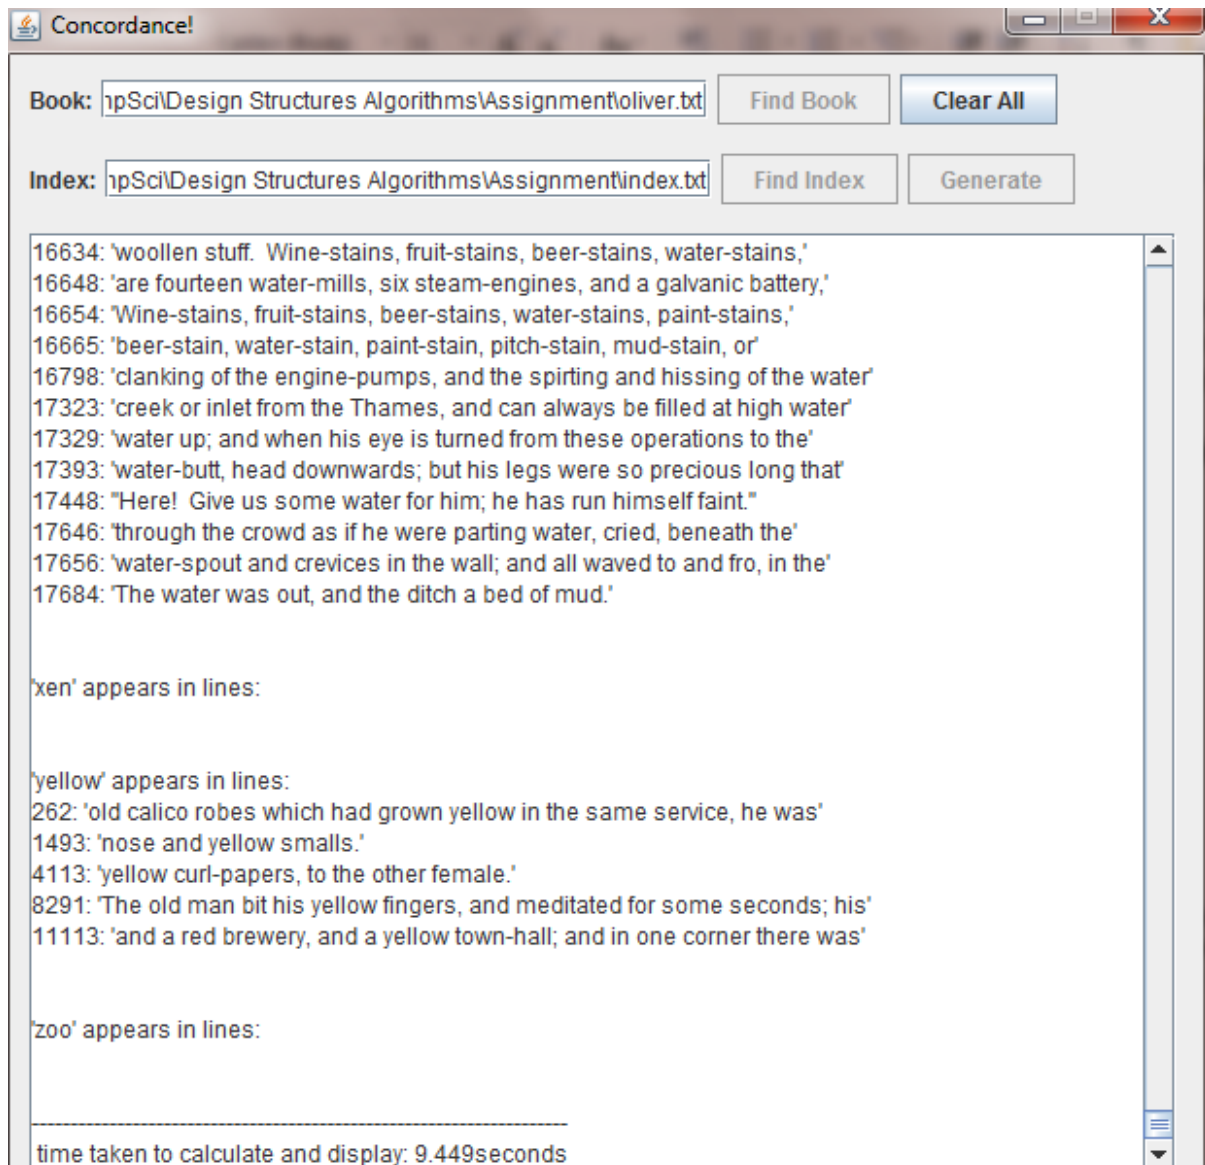 Concordance!
Book: npSci\Design Structures Algorithms\Assignment\oliver.txt Find Book Clear All
Index: npSci\Design Structures Algorithms\Assignment\index.txt Find Index Generate
16634: 'woollen stuff.  Wine-stains, fruit-stains, beer-stains, water-stains,'
16648: 'are fourteen water-mills, six steam-engines, and a galvanic battery,'
16654: 'Wine-stains, fruit-stains, beer-stains, water-stains, paint-stains,'
16665: 'beer-stain, water-stain, paint-stain, pitch-stain, mud-stain, or'
16798: 'clanking of the engine-pumps, and the spirting and hissing of the water'
17323: 'creek or inlet from the Thames, and can always be filled at high water'
17329: 'water up; and when his eye is turned from these operations to the'
17393: 'water-butt, head downwards; but his legs were so precious long that'
17448: ''Here!  Give us some water for him; he has run himself faint.''
17646: 'through the crowd as if he were parting water, cried, beneath the'
17656: 'water-spout and crevices in the wall; and all waved to and fro, in the'
17684: 'The water was out, and the ditch a bed of mud.'
'xen' appears in lines:
'yellow' appears in lines:
262: 'old calico robes which had grown yellow in the same service, he was'
1493: 'nose and yellow smalls.'
4113: 'yellow curl-papers, to the other female.'
8291: 'The old man bit his yellow fingers, and meditated for some seconds; his'
11113: 'and a red brewery, and a yellow town-hall; and in one corner there was'
'zoo' appears in lines:
--------------------------------------------------------------------
time taken to calculate and display: 9.449seconds